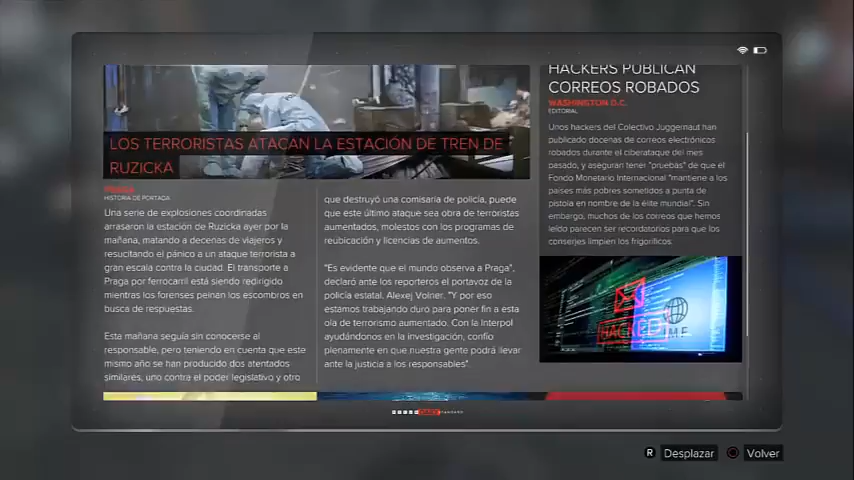 LOS TERRORISTAS ATACAN LA ESTACIÓN DE TREN DE
RUZICKA
PRAGA
HISTORIA DE PORTADA
Una serie de explosiones coordinadas
arrasaron la estación de Ruzicka ayer por la
mañana, matando a decenas de viajeros y
resucitando el pánico a un ataque terrorista a
gran escala contra la ciudad. El transporte a
Praga por ferrocarril está siendo redirigido
mientras los forenses peinan los escombros en
busca de respuestas.
Esta mañana seguía sin conocerse al
responsable, pero teniendo en cuenta que este
mismo año se han producido dos atentados
similares, uno contra el poder legislativo y otro
que destruyó una comisaría de policía, puede
que este último ataque sea obra de terroristas
aumentados, molestos con los programas de
reubicación y licencias de aumentos.
"Es evidente que el mundo observa a Praga",
declaró ante los reporteros el portavoz de la
policía estatal, Alexej Volner. "Y por eso
estamos trabajando duro para poner fin a esta
ola de terrorismo aumentado. Con la Interpol
ayudándonos en la investigación, confío
plenamente en que nuestra gente podrá llevar
ante la justicia a los responsables".
HACKERS PUBLICAN
CORREOS ROBADOS
WASHINGTON D.C.
EDITORIAL
Unos hackers del Colectivo Juggernaut han
publicado docenas de correos electrónicos
robados durante el ciberataque del mes
pasado, y aseguran tener "pruebas" de que el
Fondo Monetario Internacional "mantiene a los
países más pobres sometidos a punta de
pistola en nombre de la élite mundial". Sin
embargo, muchos de los correos que hemos
leído parecen ser recordatorios para que los
conserjes limpien los frigoríficos.
HACKED
IMF
DAILY STANDARD
R Desplazar
Volver